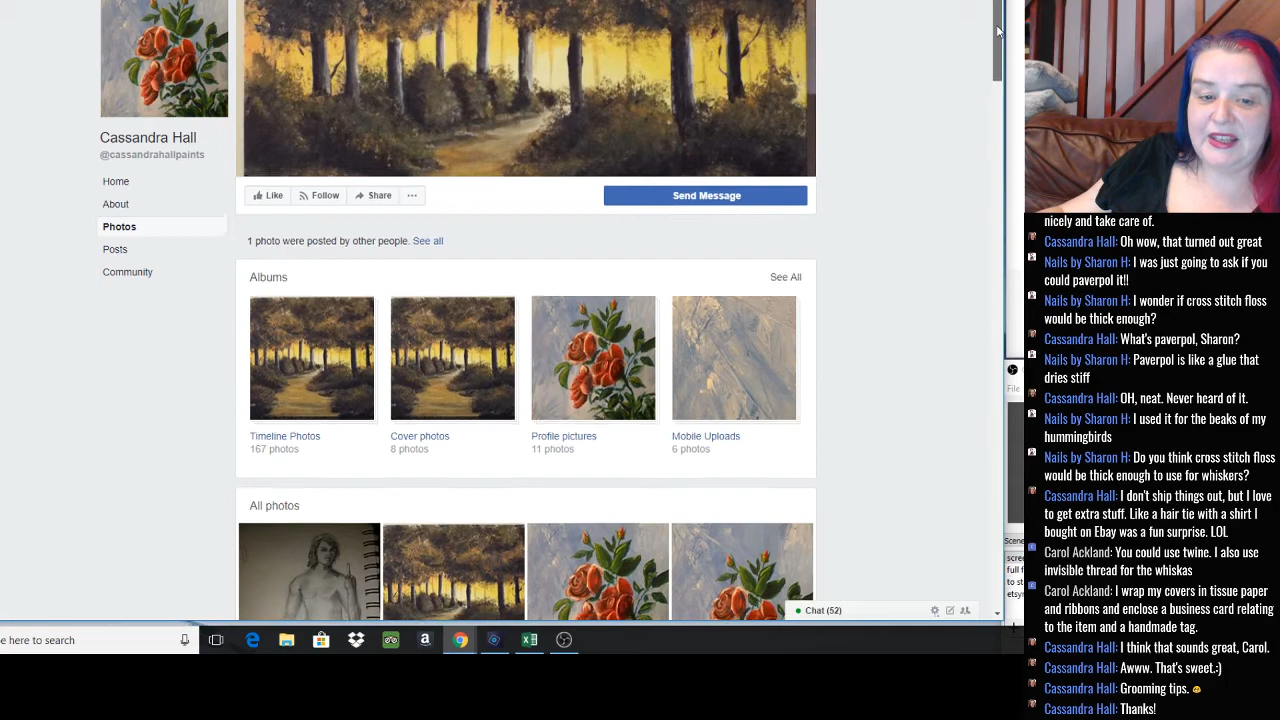 Cassandra Hall
@cassandrahallpaints
Home
About
Photos
Posts
Community
Like
Follow
Share
Send Message
1 photo were posted by other people. See all
Albums
See All
Timeline Photos
167 photos
Cover photos
8 photos
Profile pictures
11 photos
Mobile Uploads
6 photos
All photos
Chat (52)
File
Scene
scree
full f
to st
etsy
e here to search
nicely and take care of.
Cassandra Hall: Oh wow, that turned out great
Nails by Sharon H: I was just going to ask if you
could paverpol it!!
Nails by Sharon H: I wonder if cross stitch floss
would be thick enough?
Cassandra Hall: What's paverpol, Sharon?
Nails by Sharon H: Paverpol is like a glue that
dries stiff
Cassandra Hall: OH, neat. Never heard of it.
Nails by Sharon H: I used it for the beaks of my
hummingbirds
Nails by Sharon H: Do you think cross stitch floss
would be thick enough to use for whiskers?
Cassandra Hall: I don't ship things out, but I love
to get extra stuff. Like a hair tie with a shirt I
bought on Ebay was a fun surprise. LOL
Carol Ackland: You could use twine. I also use
invisible thread for the whiskas
Carol Ackland: I wrap my covers in tissue paper
and ribbons and enclose a business card relating
to the item and a handmade tag.
Cassandra Hall: I think that sounds great, Carol.
Cassandra Hall: Awww. That's sweet.:)
Cassandra Hall: Grooming tips.
Cassandra Hall: Thanks!